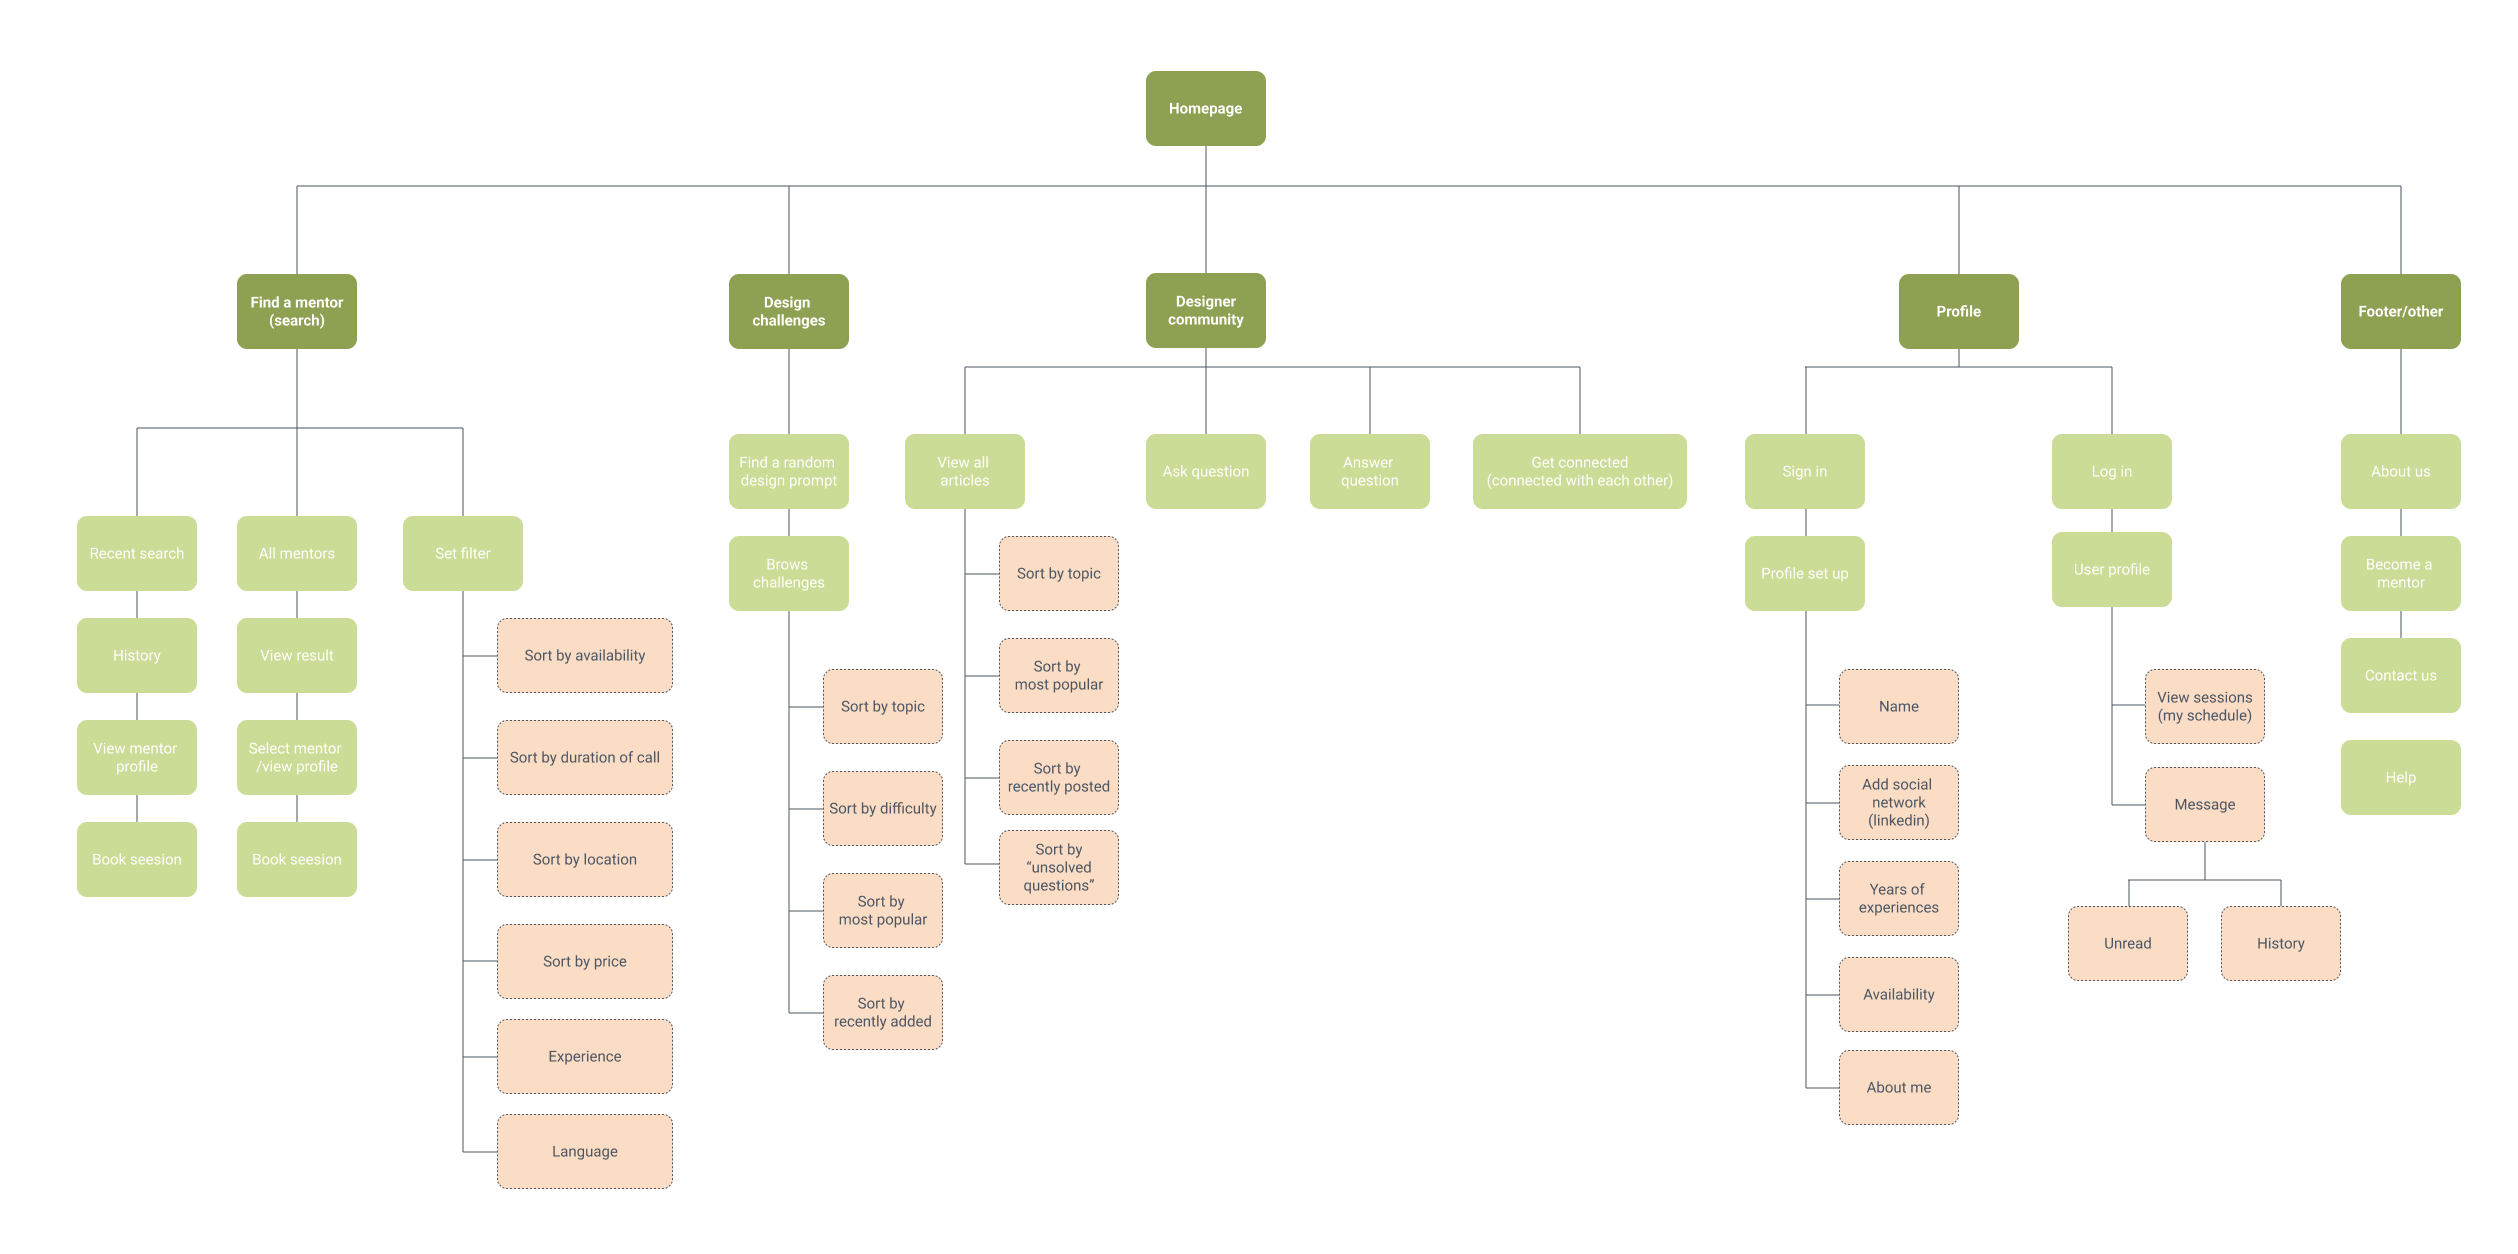 Homepage
Find a mentor
(search)
Design
challenges
Designer
community
Profile
Footer/other
Recent search
History
View mentor
profile
Book seesion
All mentors
View result
Select mentor
/view profile
Book seesion
Set filter
Sort by availability
Sort by duration of call
Sort by location
Sort by price
Experience
Language
Find a random
design prompt
Brows
challenges
Sort by topic
Sort by difficulty
Sort by
most popular
Sort by
recently added
View all
articles
Sort by topic
Sort by
most popular
Sort by
recently posted
Sort by
“unsolved
questions”
Ask question
Answer
question
Get connected
(connected with each other)
Sign in
Profile set up
Name
Add social
network
(linkedin)
Years of
experiences
Availability
About me
Log in
User profile
View sessions
(my schedule)
Message
Unread
History
About us
Become a
mentor
Contact us
Help